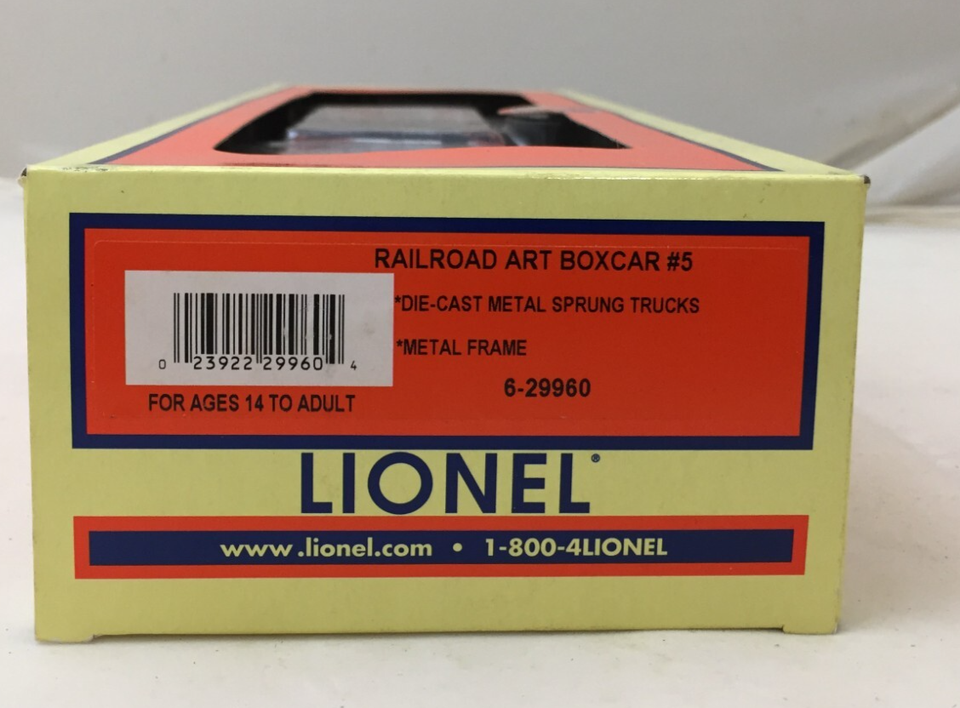 RAILROAD ART BOXCAR #5
*DIE-CAST METAL SPRUNG TRUCKS
*METAL FRAME
6-29960
0 23922 29960 4
FOR AGES 14 TO ADULT
LIONEL®
www.lionel.com • 1-800-4LIONEL